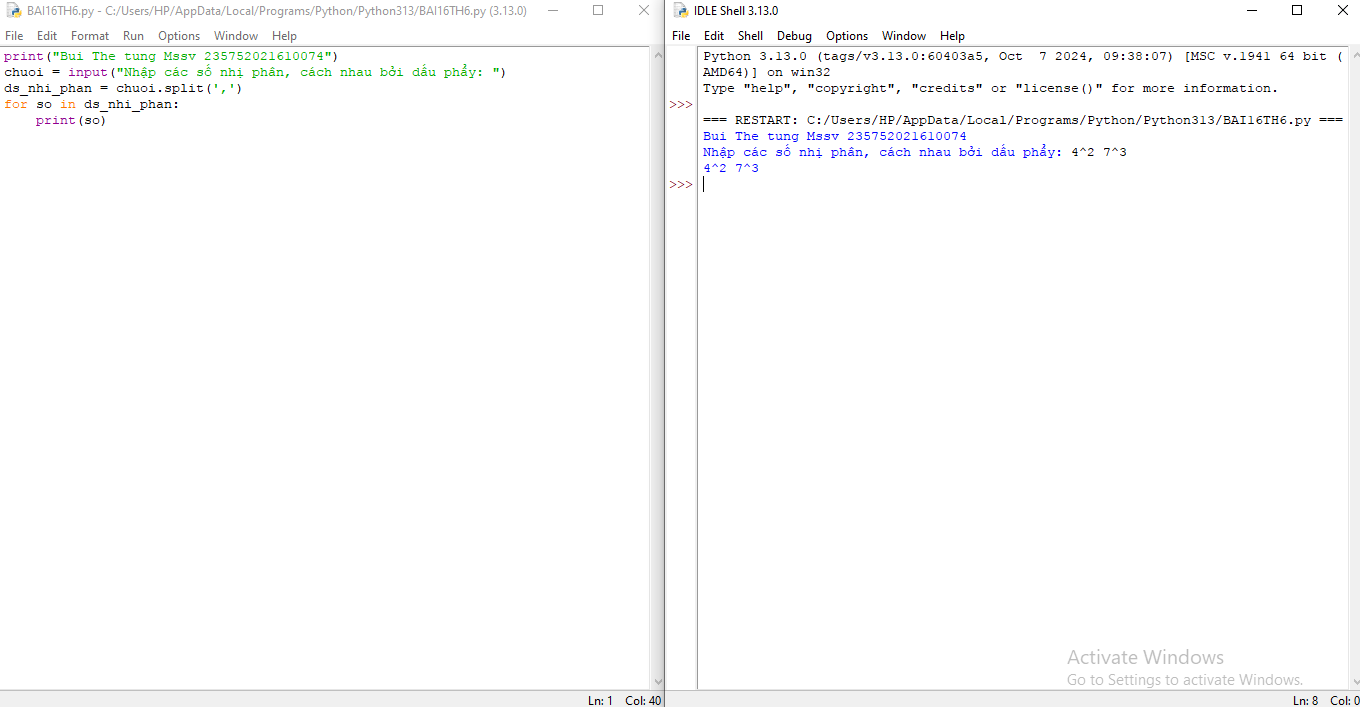 BAI16TH6.py - C:/Users/HP/AppData/Local/Programs/Python/Python313/BAI16TH6.py (3.13.0)
File Edit Format Run Options Window Help
print("Bui The tung Mssv 235752021610074")
chuoi = input("Nhập các số nhị phân, cách nhau bởi dấu phẩy: ")
ds_nhi_phan = chuoi.split(',')
for so in ds_nhi_phan:
    print(so)
Ln: 1 Col: 40
IDLE Shell 3.13.0
File Edit Shell Debug Options Window Help
Python 3.13.0 (tags/v3.13.0:60403a5, Oct  7 2024, 09:38:07) [MSC v.1941 64 bit (
AMD64)] on win32
Type "help", "copyright", "credits" or "license()" for more information.
>>>
=== RESTART: C:/Users/HP/AppData/Local/Programs/Python/Python313/BAI16TH6.py ===
Bui The tung Mssv 235752021610074
Nhập các số nhị phân, cách nhau bởi dấu phẩy: 4^2 7^3
4^2 7^3
>>>
Activate Windows
Go to Settings to activate Windows.
Ln: 8 Col: 0